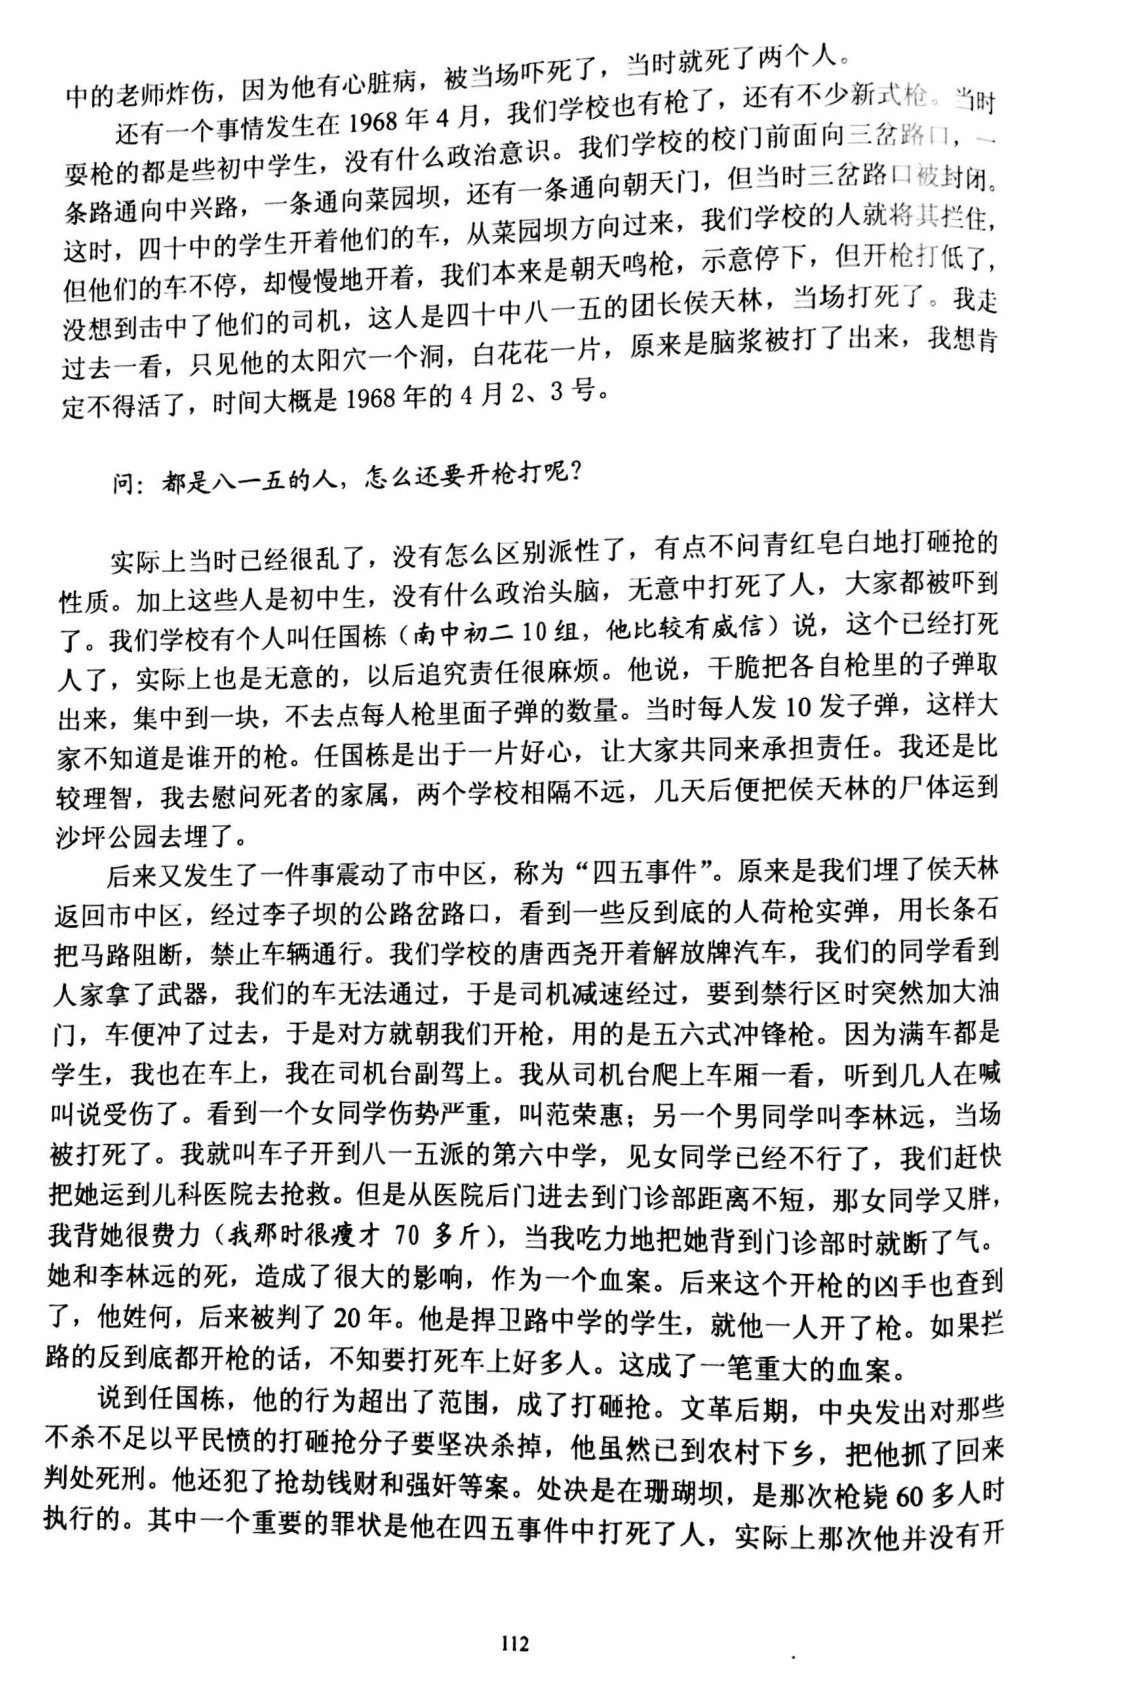 中的老师炸伤，因为他有心脏病，被当场吓死了，当时就死了两个人。
还有一个事情发生在 1968 年 4 月，我们学校也有枪了，还有不少新式枪。当时
耍枪的都是些初中学生，没有什么政治意识。我们学校的校门前面向三岔路口，一
条路通向中兴路，一条通向菜园坝，还有一条通向朝天门，但当时三岔路口被封闭。
这时，四十中的学生开着他们的车，从菜园坝方向过来，我们学校的人就将其拦住，
但他们的车不停，却慢慢地开着，我们本来是朝天鸣枪，示意停下，但开枪打低了，
没想到击中了他们的司机，这人是四十中八一五的团长侯天林，当场打死了。我走
过去一看，只见他的太阳穴一个洞，白花花一片，原来是脑浆被打了出来，我想肯
定不得活了，时间大概是 1968 年的 4 月 2、3 号。
问：都是八一五的人，怎么还要开枪打呢？
实际上当时已经很乱了，没有怎么区别派性了，有点不问青红皂白地打砸抢的
性质。加上这些人是初中生，没有什么政治头脑，无意中打死了人，大家都被吓到
了。我们学校有个人叫任国栋（南中初二 10 组，他比较有威信）说，这个已经打死
人了，实际上也是无意的，以后追究责任很麻烦。他说，干脆把各自枪里的子弹取
出来，集中到一块，不去点每人枪里面子弹的数量。当时每人发 10 发子弹，这样大
家不知道是谁开的枪。任国栋是出于一片好心，让大家共同来承担责任。我还是比
较理智，我去慰问死者的家属，两个学校相隔不远，几天后便把侯天林的尸体运到
沙坪公园去埋了。
后来又发生了一件事震动了市中区，称为“四五事件”。原来是我们埋了侯天林
返回市中区，经过李子坝的公路岔路口，看到一些反到底的人荷枪实弹，用长条石
把马路阻断，禁止车辆通行。我们学校的唐西尧开着解放牌汽车，我们的同学看到
人家拿了武器，我们的车无法通过，于是司机减速经过，要到禁行区时突然加大油
门，车便冲了过去，于是对方就朝我们开枪，用的是五六式冲锋枪。因为满车都是
学生，我也在车上，我在司机台副驾上。我从司机台爬上车厢一看，听到几人在喊
叫说受伤了。看到一个女同学伤势严重，叫范荣惠；另一个男同学叫李林远，当场
被打死了。我就叫车子开到八一五派的第六中学，见女同学已经不行了，我们赶快
把她运到儿科医院去抢救。但是从医院后门进去到门诊部距离不短，那女同学又胖，
我背她很费力（我那时很瘦才 70 多斤），当我吃力地把她背到门诊部时就断了气。
她和李林远的死，造成了很大的影响，作为一个血案。后来这个开枪的凶手也查到
了，他姓何，后来被判了 20 年。他是捍卫路中学的学生，就他一人开了枪。如果拦
路的反到底都开枪的话，不知要打死车上好多人。这成了一笔重大的血案。
说到任国栋，他的行为超出了范围，成了打砸抢。文革后期，中央发出对那些
不杀不足以平民愤的打砸抢分子要坚决杀掉，他虽然已到农村下乡，把他抓了回来
判处死刑。他还犯了抢劫钱财和强奸等案。处决是在珊瑚坝，是那次枪毙 60 多人时
执行的。其中一个重要的罪状是他在四五事件中打死了人，实际上那次他并没有开
112